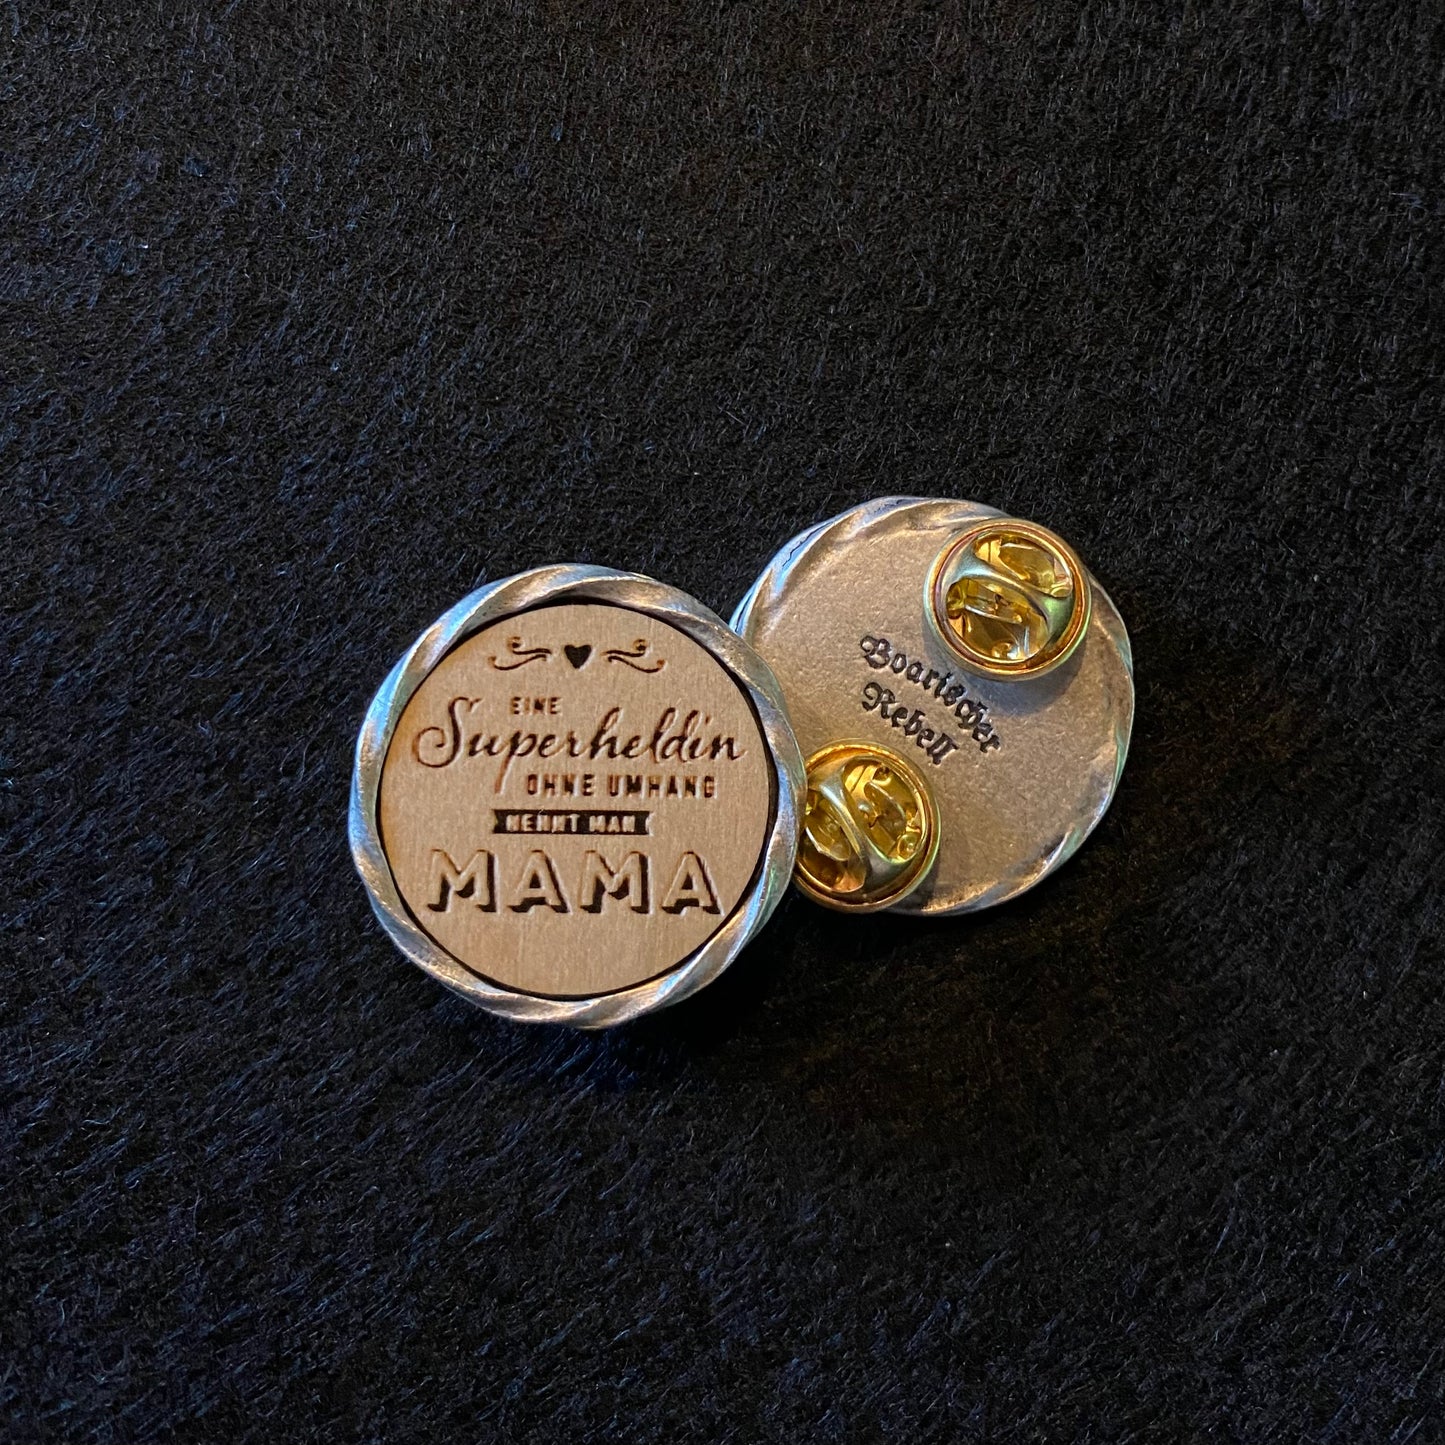 EINE
Superheldin
OHNE UMHANG
NENNT MAN
MAMA
Boarischer
Rebell